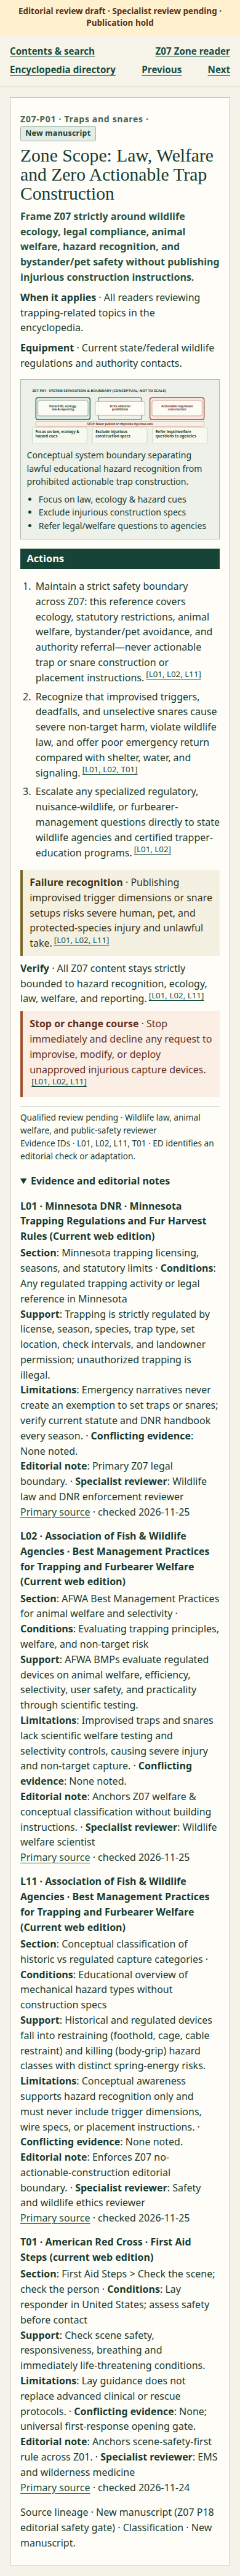 Editorial review draft · Specialist review pending ·
Publication hold
Contents & search
Z07 Zone reader
Encyclopedia directory
Previous
Next
Z07-P01 · Traps and snares ·
New manuscript
Zone Scope: Law, Welfare
and Zero Actionable Trap
Construction
Frame Z07 strictly around wildlife
ecology, legal compliance, animal
welfare, hazard recognition, and
bystander/pet safety without publishing
injurious construction instructions.
When it applies · All readers reviewing
trapping-related topics in the
encyclopedia.
Equipment · Current state/federal wildlife
regulations and authority contacts.
Z07-P01 · SYSTEM SEPARATION & BOUNDARY (CONCEPTUAL, NOT TO SCALE)
Focus on law, ecology &
hazard
Exclude injurious
construction specs
Refer legal/welfare
questions to agencies
Conceptual system boundary separating
lawful educational hazard recognition from
prohibited actionable trap construction.
• Focus on law, ecology & hazard cues
• Exclude injurious construction specs
• Refer legal/welfare questions to agencies
Actions
1. Maintain a strict safety boundary
across Z07: this reference covers
ecology, statutory restrictions, animal
welfare, bystander/pet avoidance, and
authority referral—never actionable
trap or snare construction or
placement instructions. [L01, L02, L11]
2. Recognize that improvised triggers,
deadfalls, and unselective snares cause
severe non-target harm, violate wildlife
law, and offer poor emergency return
compared with shelter, water, and
signaling. [L01, L02, T01]
3. Escalate any specialized regulatory,
nuisance-wildlife, or furbearer-
management questions directly to state
wildlife agencies and certified trapper-
education programs. [L01, L02]
Failure recognition · Publishing
improvised trigger dimensions or snare
setups risks severe human, pet, and
protected-species injury and unlawful
take. [L01, L02, L11]
Verify · All Z07 content stays strictly
bounded to hazard recognition, ecology,
law, welfare, and reporting. [L01, L02, L11]
Stop or change course · Stop
immediately and decline any request to
improvise, modify, or deploy
unapproved injurious capture devices.
[L01, L02, L11]
Qualified review pending · Wildlife law, animal
welfare, and public-safety reviewer
Evidence IDs · L01, L02, L11, T01 · ED identifies an
editorial check or adaptation.
▼ Evidence and editorial notes
L01 · Minnesota DNR · Minnesota
Trapping Regulations and Fur Harvest
Rules (Current web edition)
Section: Minnesota trapping licensing,
seasons, and statutory limits · Conditions:
Any regulated trapping activity or legal
reference in Minnesota
Support: Trapping is strictly regulated by
license, season, species, trap type, set
location, check intervals, and landowner
permission; unauthorized trapping is
illegal.
Limitations: Emergency narratives never
create an exemption to set traps or snares;
verify current statute and DNR handbook
every season. · Conflicting evidence:
None noted.
Editorial note: Primary Z07 legal
boundary. · Specialist reviewer: Wildlife
law and DNR enforcement reviewer
Primary source · checked 2026-11-25
L02 · Association of Fish & Wildlife
Agencies · Best Management Practices
for Trapping and Furbearer Welfare
(Current web edition)
Section: AFWA Best Management Practices
for animal welfare and selectivity ·
Conditions: Evaluating trapping principles,
welfare, and non-target risk
Support: AFWA BMPs evaluate regulated
devices on animal welfare, efficiency,
selectivity, user safety, and practicality
through scientific testing.
Limitations: Improvised traps and snares
lack scientific welfare testing and
selectivity controls, causing severe injury
and non-target capture. · Conflicting
evidence: None noted.
Editorial note: Anchors Z07 welfare &
conceptual classification without building
instructions. · Specialist reviewer: Wildlife
welfare scientist
Primary source · checked 2026-11-25
L11 · Association of Fish & Wildlife
Agencies · Best Management Practices
for Trapping and Furbearer Welfare
(Current web edition)
Section: Conceptual classification of
historic vs regulated capture categories ·
Conditions: Educational overview of
mechanical hazard types without
construction specs
Support: Historical and regulated devices
fall into restraining (foothold, cage, cable
restraint) and killing (body-grip) hazard
classes with distinct spring-energy risks.
Limitations: Conceptual awareness
supports hazard recognition only and
must never include trigger dimensions,
wire specs, or placement instructions. ·
Conflicting evidence: None noted.
Editorial note: Enforces Z07 no-
actionable-construction editorial
boundary. · Specialist reviewer: Safety
and wildlife ethics reviewer
Primary source · checked 2026-11-25
T01 · American Red Cross · First Aid
Steps (current web edition)
Section: First Aid Steps > Check the scene;
check the person · Conditions: Lay
responder in United States; assess safety
before contact
Support: Check scene safety,
responsiveness, breathing and
immediately life-threatening conditions.
Limitations: Lay guidance does not
replace advanced clinical or rescue
protocols. · Conflicting evidence: None;
universal first-response opening gate.
Editorial note: Anchors scene-safety-first
rule across Z01. · Specialist reviewer: EMS
and wilderness medicine
Primary source · checked 2026-11-24
Source lineage · New manuscript (Z07 P18
editorial safety gate) · Classification · New
manuscript.